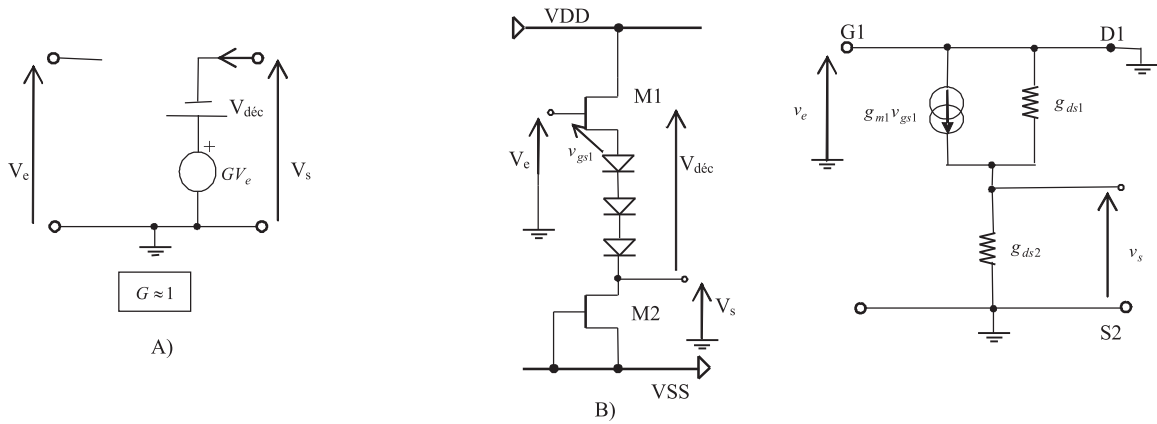 V_déc
V_e
GV_e
V_s
G ≈ 1
A)
VDD
M1
V_e
v_gs1
V_déc
M2
V_s
VSS
B)
G1
D1
v_e
g_m1 v_gs1
g_ds1
g_ds2
v_s
S2